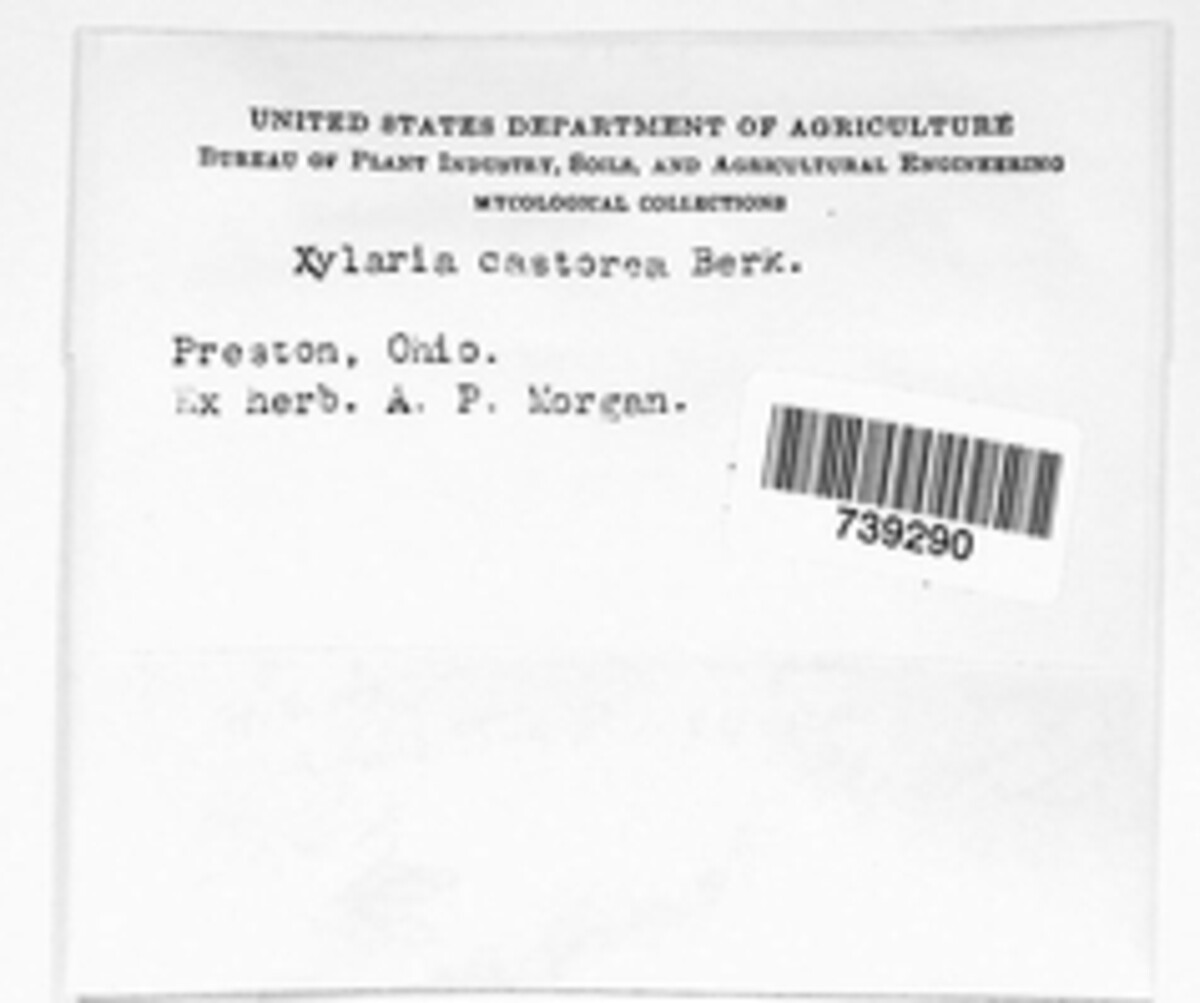 UNITED STATES DEPARTMENT OF AGRICULTURE
BUREAU OF PLANT INDUSTRY, SOILS, AND AGRICULTURAL ENGINEERING
MYCOLOGICAL COLLECTIONS
Xylaria castorea Berk.
Preston, Ohio.
Ex herb. A. P. Morgan.
739290